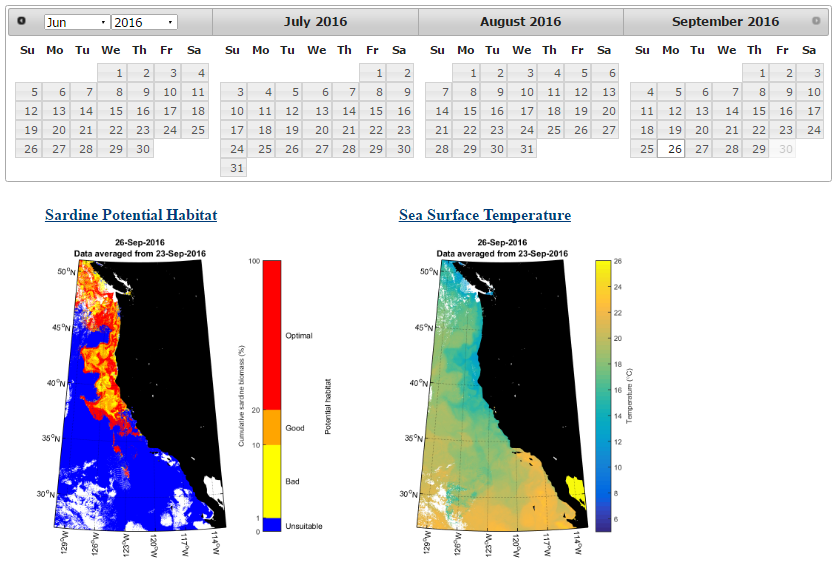 Jun 2016 July 2016 August 2016 September 2016
Su Mo Tu We Th Fr Sa Su Mo Tu We Th Fr Sa Su Mo Tu We Th Fr Sa Su Mo Tu We Th Fr Sa
1 2 3 4 1 2 1 2 3 4 5 6 1 2 3
5 6 7 8 9 10 11 3 4 5 6 7 8 9 7 8 9 10 11 12 13 4 5 6 7 8 9 10
12 13 14 15 16 17 18 10 11 12 13 14 15 16 14 15 16 17 18 19 20 11 12 13 14 15 16 17
19 20 21 22 23 24 25 17 18 19 20 21 22 23 21 22 23 24 25 26 27 18 19 20 21 22 23 24
26 27 28 29 30 24 25 26 27 28 29 30 28 29 30 31 25 26 27 28 29 30
31
Sardine Potential Habitat
26-Sep-2016
Data averaged from 23-Sep-2016
50°N
45°N
40°N
35°N
30°N
129°W 126°W 123°W 120°W 117°W 114°W
100
20
10
1
0
Cumulative sardine biomass (%)
Optimal
Good
Bad
Unsuitable
Potential habitat
Sea Surface Temperature
26-Sep-2016
Data averaged from 23-Sep-2016
50°N
45°N
40°N
35°N
30°N
129°W 126°W 123°W 120°W 117°W 114°W
26
24
22
20
18
16
14
12
10
8
6
Temperature (°C)